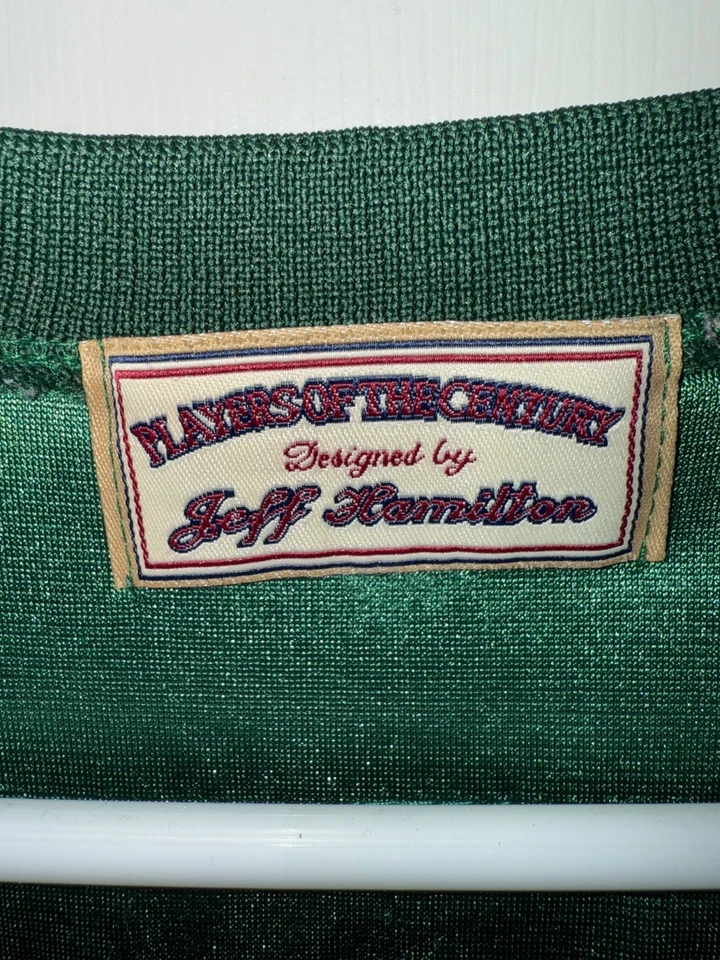 PLAYERS OF THE CENTURY
Designed by
Jeff Hamilton